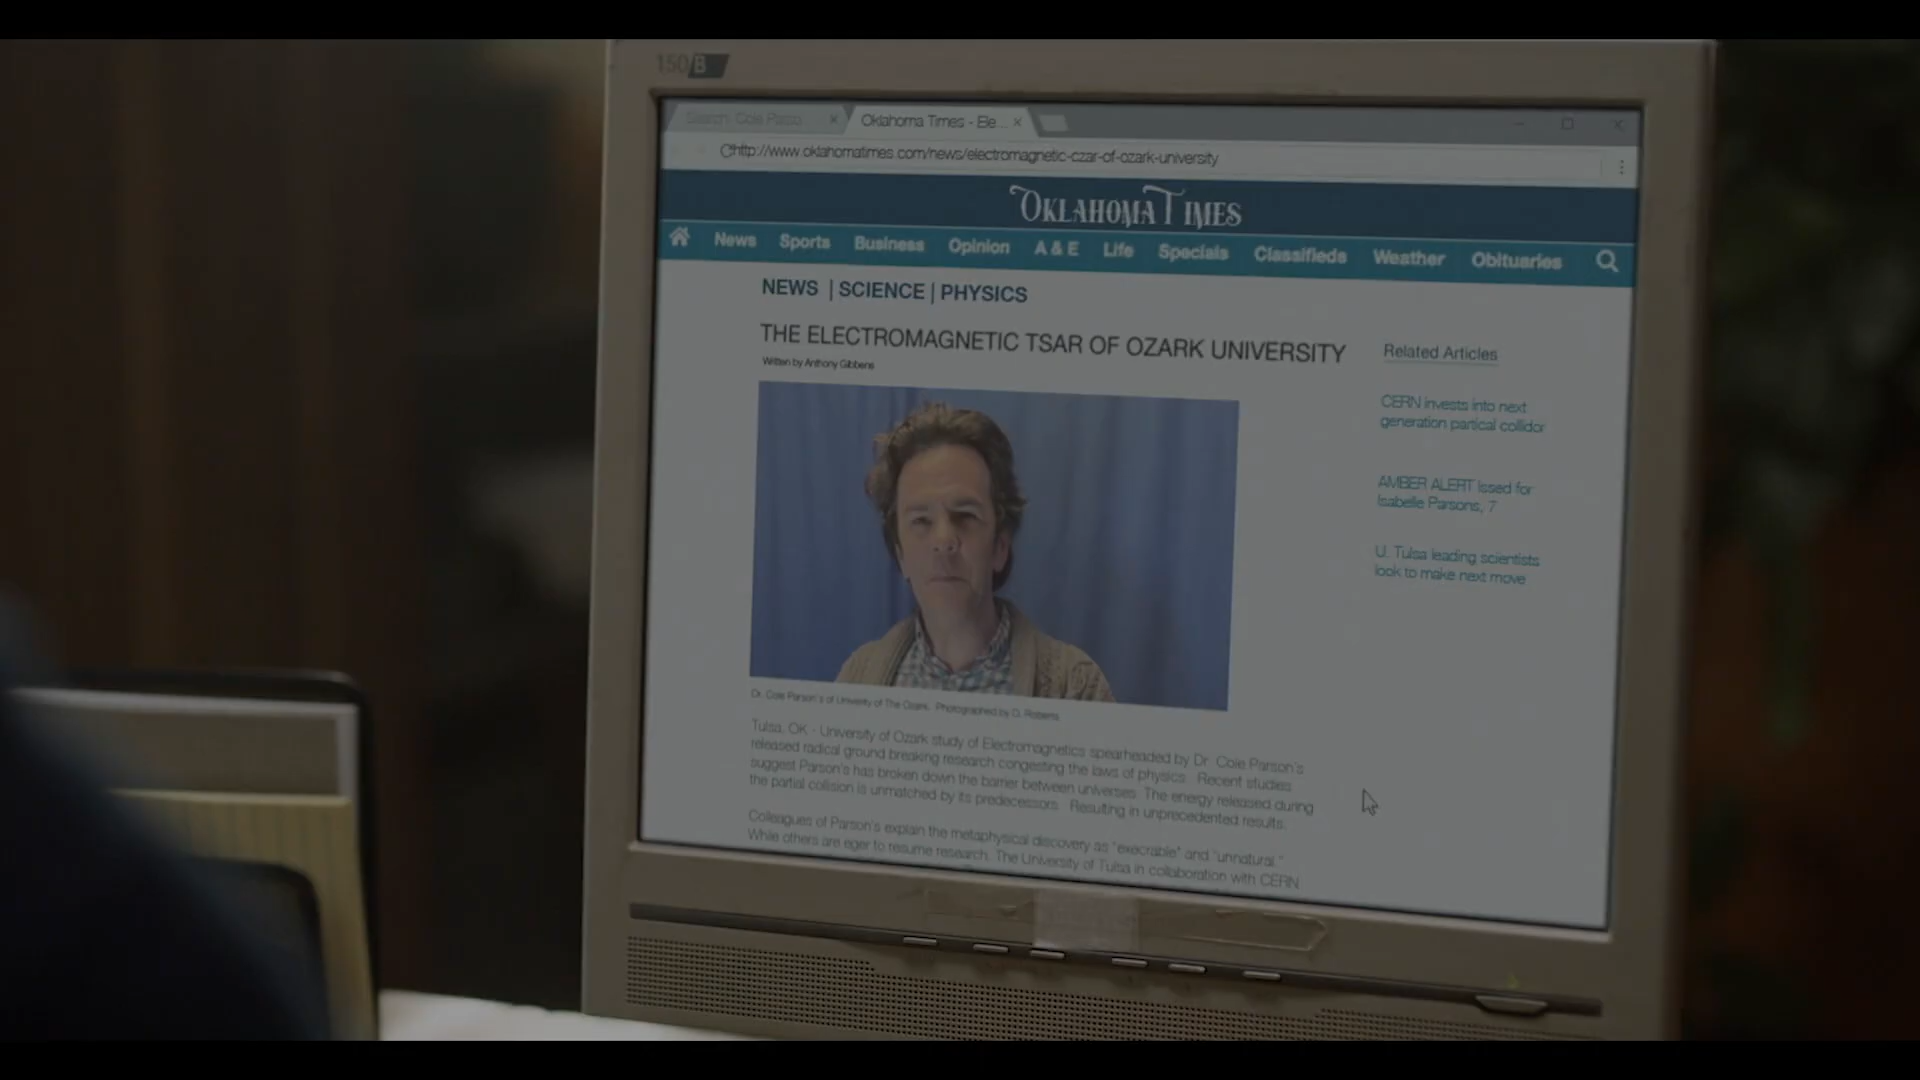 150 B
Search: Cole Parso...
Oklahoma Times - Ele...
http://www.oklahomatimes.com/news/electromagnetic-czar-of-ozark-university
OKLAHOMA TIMES
News Sports Business Opinion A & E Life Specials Classifieds Weather Obituaries
NEWS | SCIENCE | PHYSICS
THE ELECTROMAGNETIC TSAR OF OZARK UNIVERSITY
Written by Anthony Gibbens
Related Articles
CERN invests into next
generation partical collidor
AMBER ALERT Issed for
Isabelle Parsons, 7
U. Tulsa leading scientists
look to make next move
Dr. Cole Parson's of Univerity of The Ozark. Photographed by D. Roberts
Tulsa, OK - University of Ozark study of Electromagnetics spearheaded by Dr. Cole Parson's
released radical ground breaking research congesting the laws of physics. Recent studies
suggest Parson's has broken down the barrier between universes. The energy released during
the partial collision is unmatched by its predecessors. Resulting in unprecedented results.
Colleagues of Parson's explain the metaphysical discovery as "execrable" and "unnatural."
While others are eger to resume research. The University of Tulsa in collaboration with CERN